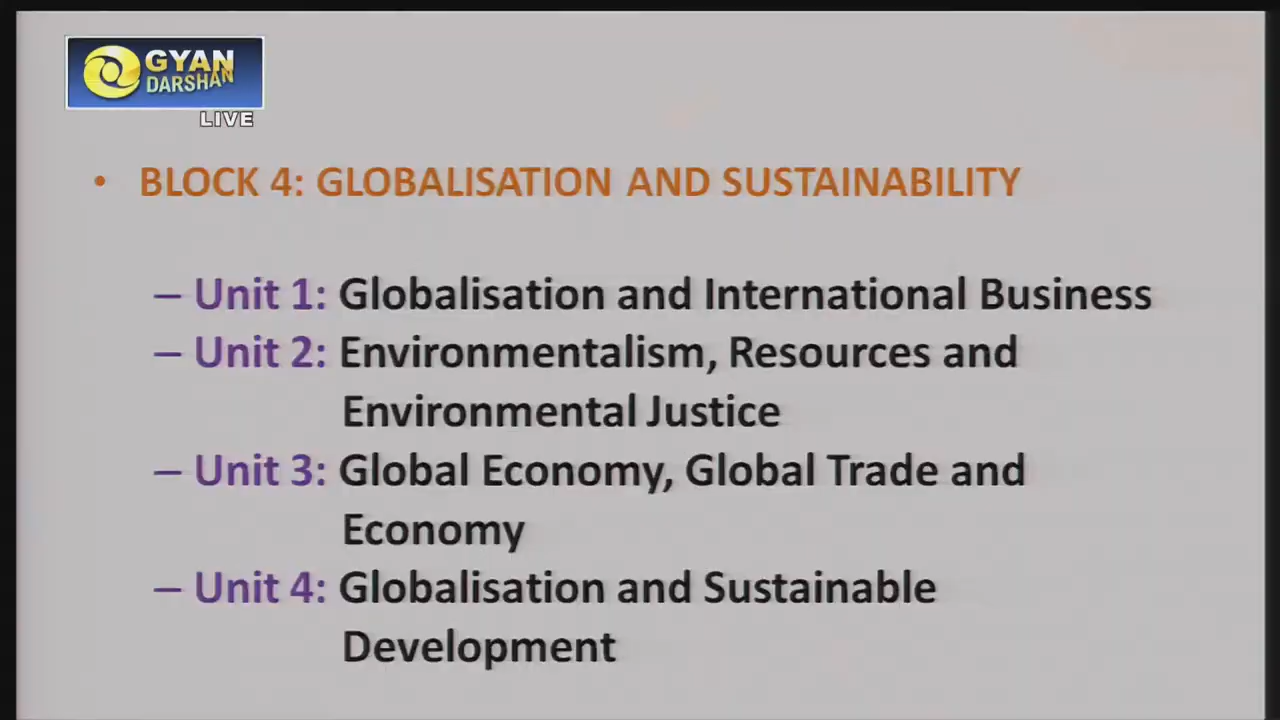 GYAN
DARSHAN
LIVE
• BLOCK 4: GLOBALISATION AND SUSTAINABILITY
– Unit 1: Globalisation and International Business
– Unit 2: Environmentalism, Resources and
Environmental Justice
– Unit 3: Global Economy, Global Trade and
Economy
– Unit 4: Globalisation and Sustainable
Development